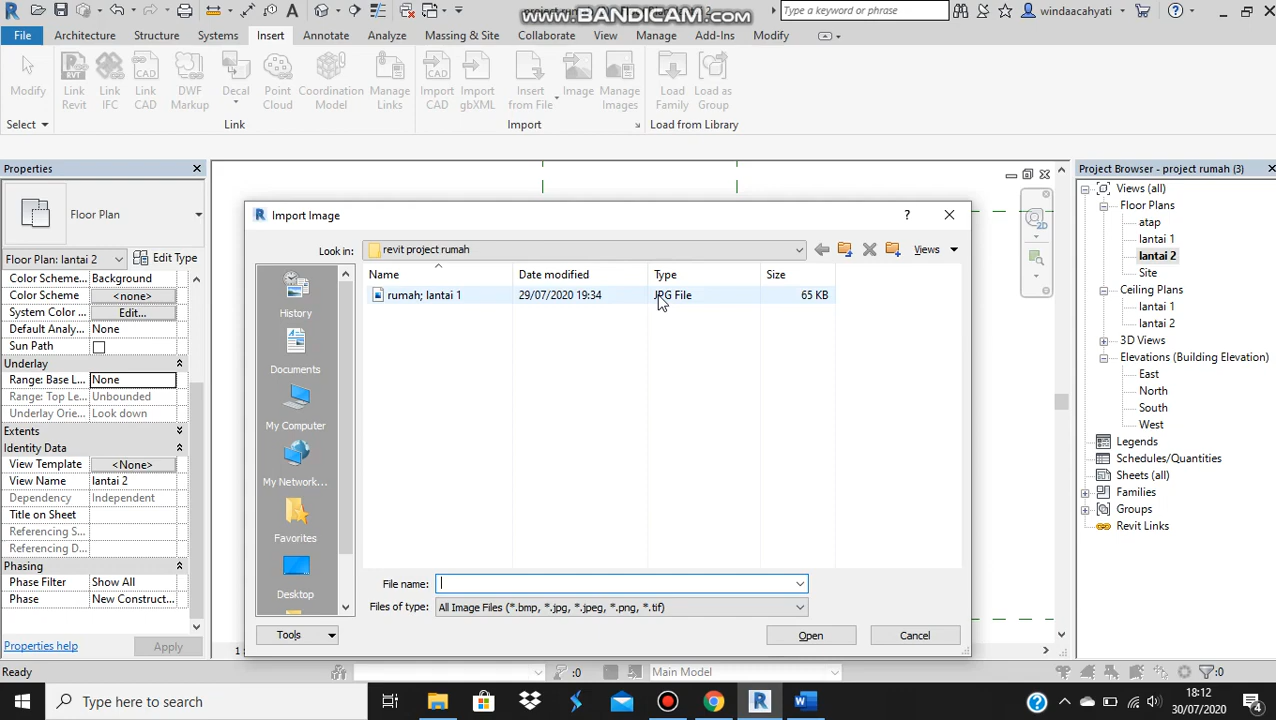 www.BANDICAM.com
Type a keyword or phrase
windaacahyati
File Architecture Structure Systems Insert Annotate Analyze Massing & Site Collaborate View Manage Add-Ins Modify
Modify
Link Revit
Link IFC
Link CAD
DWF Markup
Decal
Point Cloud
Coordination Model
Manage Links
Import CAD
Import gbXML
Insert from File
Image
Manage Images
Load Family
Load as Group
Select
Link
Import
Load from Library
Properties
Floor Plan
Floor Plan: lantai 2
Edit Type
Color Scheme... Background
Color Scheme <none>
System Color ... Edit...
Default Analy... None
Sun Path
Underlay
Range: Base L... None
Range: Top Le... Unbounded
Underlay Orie... Look down
Extents
Identity Data
View Template <None>
View Name lantai 2
Dependency Independent
Title on Sheet
Referencing S...
Referencing D...
Phasing
Phase Filter Show All
Phase New Construct...
Properties help
Apply
Import Image
Look in: revit project rumah
Views
Name Date modified Type Size
rumah; lantai 1 29/07/2020 19:34 JPG File 65 KB
History
Documents
My Computer
My Network...
Favorites
Desktop
File name:
Files of type: All Image Files (*.bmp, *.jpg, *.jpeg, *.png, *.tif)
Tools
Open
Cancel
2D
Project Browser - project rumah (3)
Views (all)
Floor Plans
atap
lantai 1
lantai 2
Site
Ceiling Plans
lantai 1
lantai 2
3D Views
Elevations (Building Elevation)
East
North
South
West
Legends
Schedules/Quantities
Sheets (all)
Families
Groups
Revit Links
Ready
:0
Main Model
:0
Type here to search
18:12
30/07/2020
4